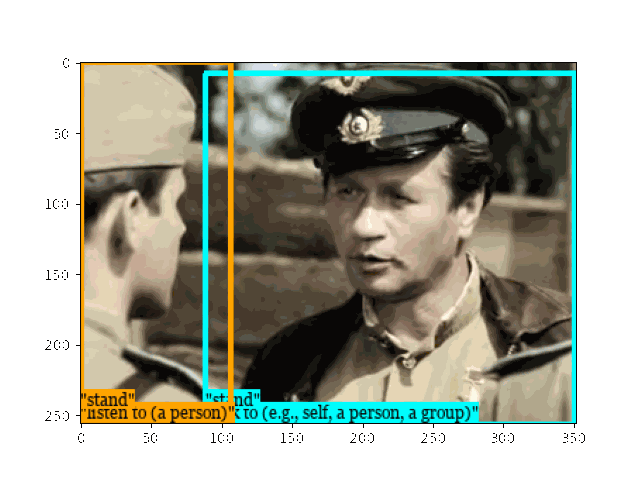 0
50
100
150
200
250
"stand" "stand"
"listen to (a person)"k to (e.g., self, a person, a group)"
0 50 100 150 200 250 300 350